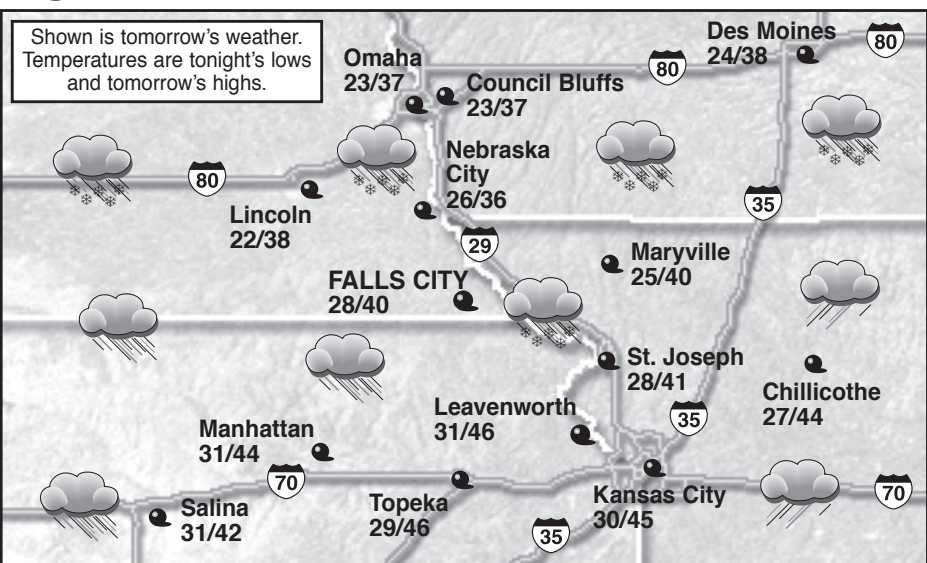 Shown is tomorrow's weather.
Temperatures are tonight's lows
and tomorrow's highs.
Omaha
23/37
Council Bluffs
23/37
Des Moines
24/38
80
80
Nebraska
City
26/36
80
Lincoln
22/38
35
29
Maryville
25/40
FALLS CITY
28/40
St. Joseph
28/41
Chillicothe
27/44
Leavenworth
31/46
35
Manhattan
31/44
70
Topeka
29/46
Kansas City
30/45
70
Salina
31/42
35